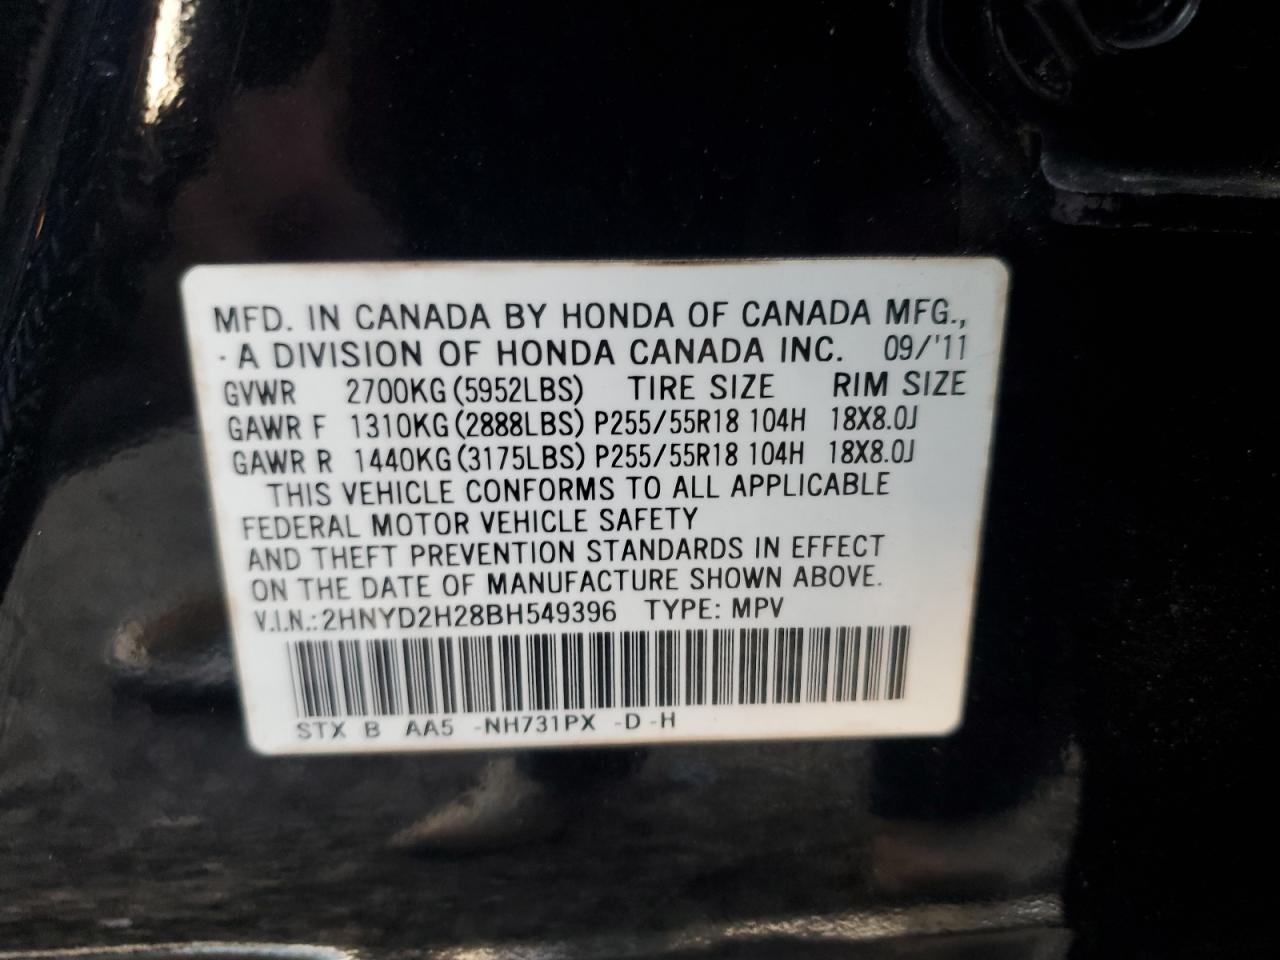 MFD. IN CANADA BY HONDA OF CANADA MFG.,
A DIVISION OF HONDA CANADA INC. 09/'11
GVWR 2700KG (5952LBS) TIRE SIZE RIM SIZE
GAWR F 1310KG (2888LBS) P255/55R18 104H 18X8.0J
GAWR R 1440KG (3175LBS) P255/55R18 104H 18X8.0J
THIS VEHICLE CONFORMS TO ALL APPLICABLE
FEDERAL MOTOR VEHICLE SAFETY
AND THEFT PREVENTION STANDARDS IN EFFECT
ON THE DATE OF MANUFACTURE SHOWN ABOVE.
V.I.N.: 2HNYD2H28BH549396 TYPE: MPV
STX B AA5 -NH731PX -D -H